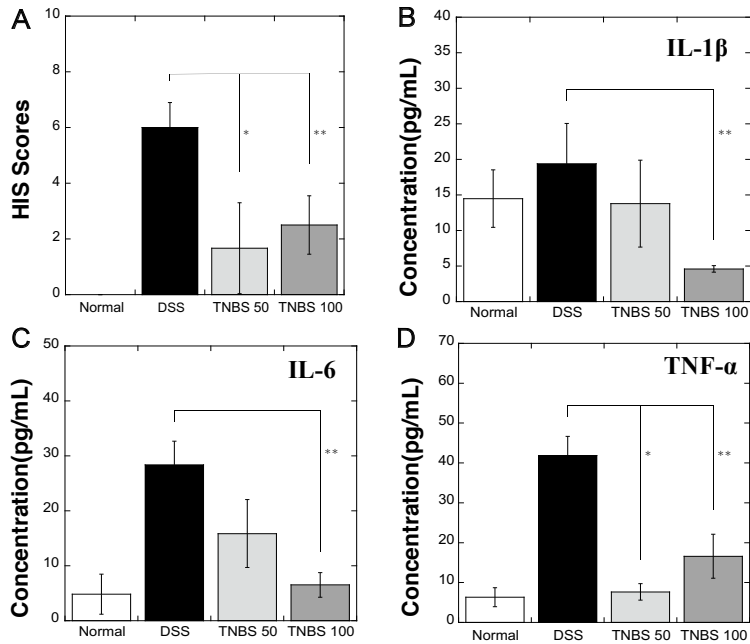 A
HIS Scores
10
8
6
4
2
0
*
**
Normal DSS TNBS 50 TNBS 100
B
IL-1β
Concentration(pg/mL)
40
35
30
25
20
15
10
5
0
**
Normal DSS TNBS 50 TNBS 100
C
IL-6
Concentration(pg/mL)
50
40
30
20
10
0
**
Normal DSS TNBS 50 TNBS 100
D
TNF-α
Concentration(pg/mL)
70
60
50
40
30
20
10
0
*
**
Normal DSS TNBS 50 TNBS 100